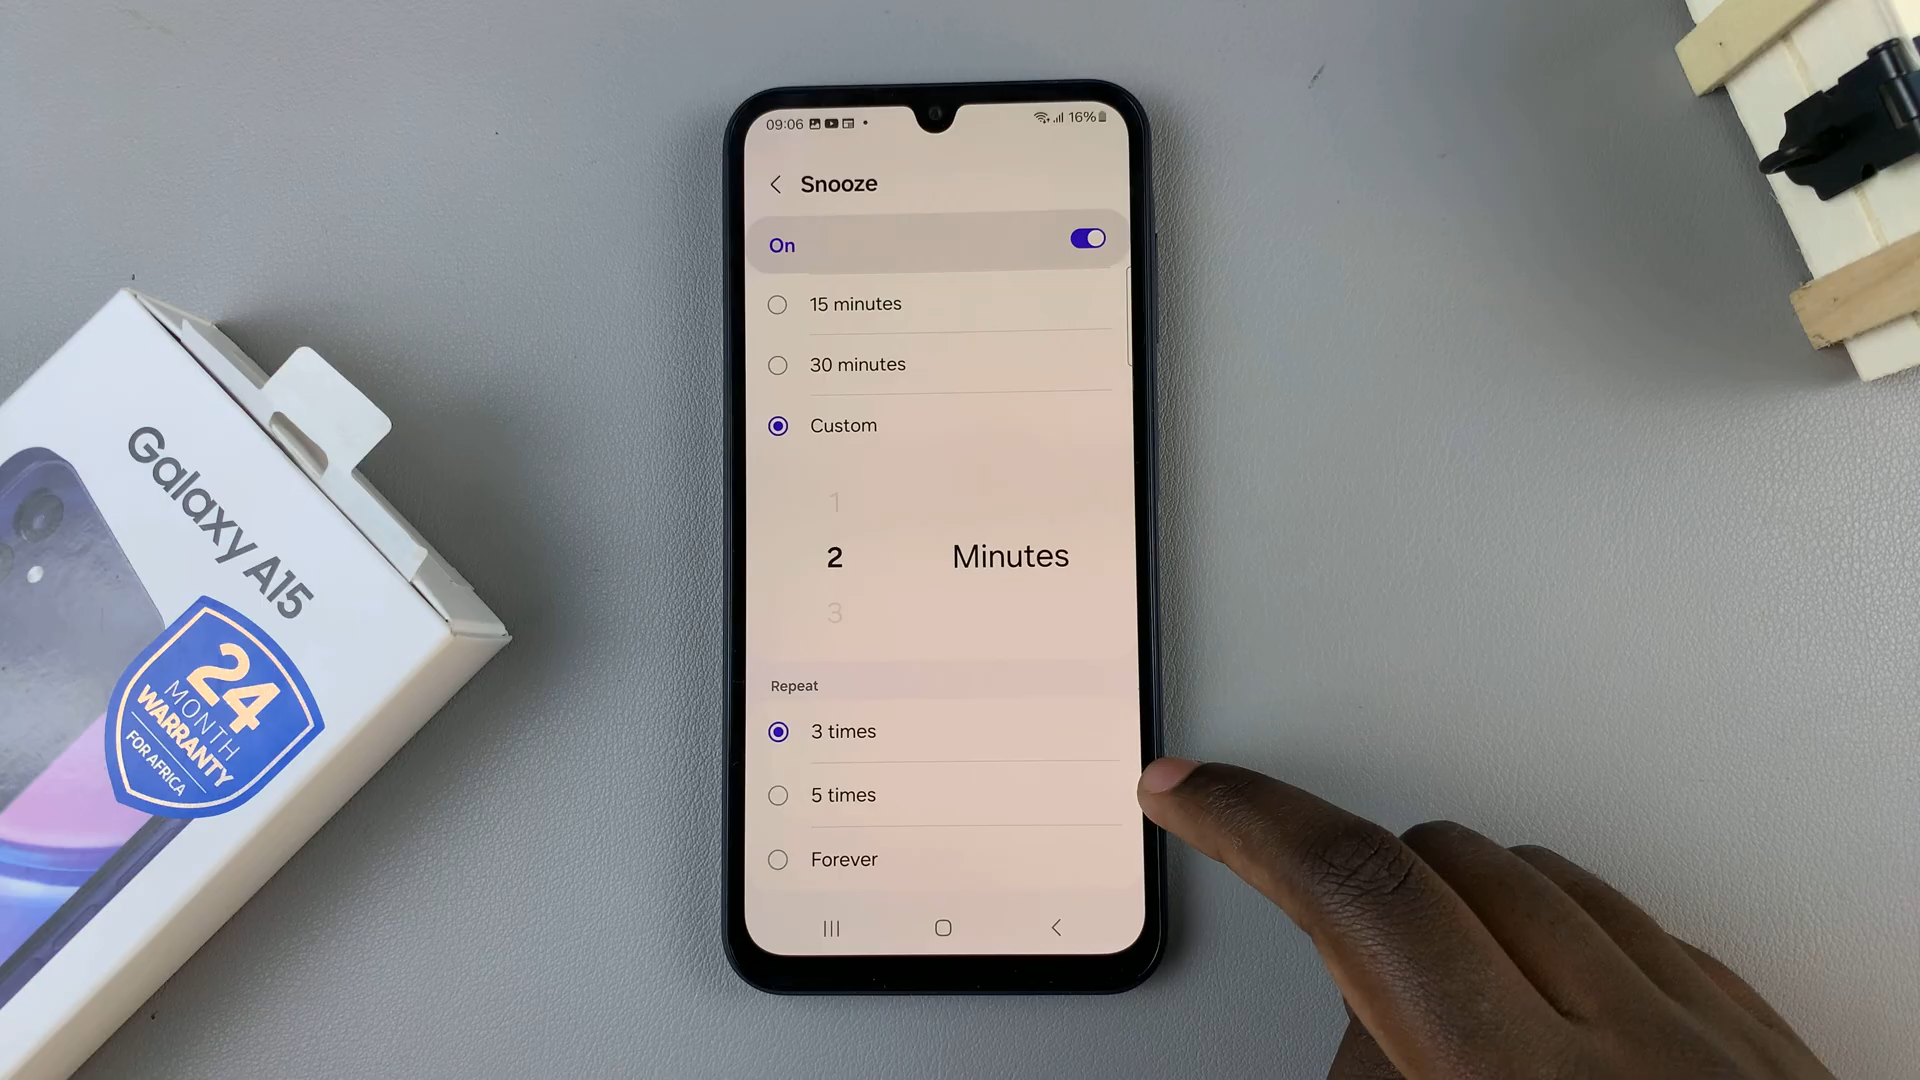 09:06
16%
Snooze
On
15 minutes
30 minutes
Custom
1
2 Minutes
3
Repeat
3 times
5 times
Forever
Galaxy A15
24
MONTH
WARRANTY
FOR AFRICA